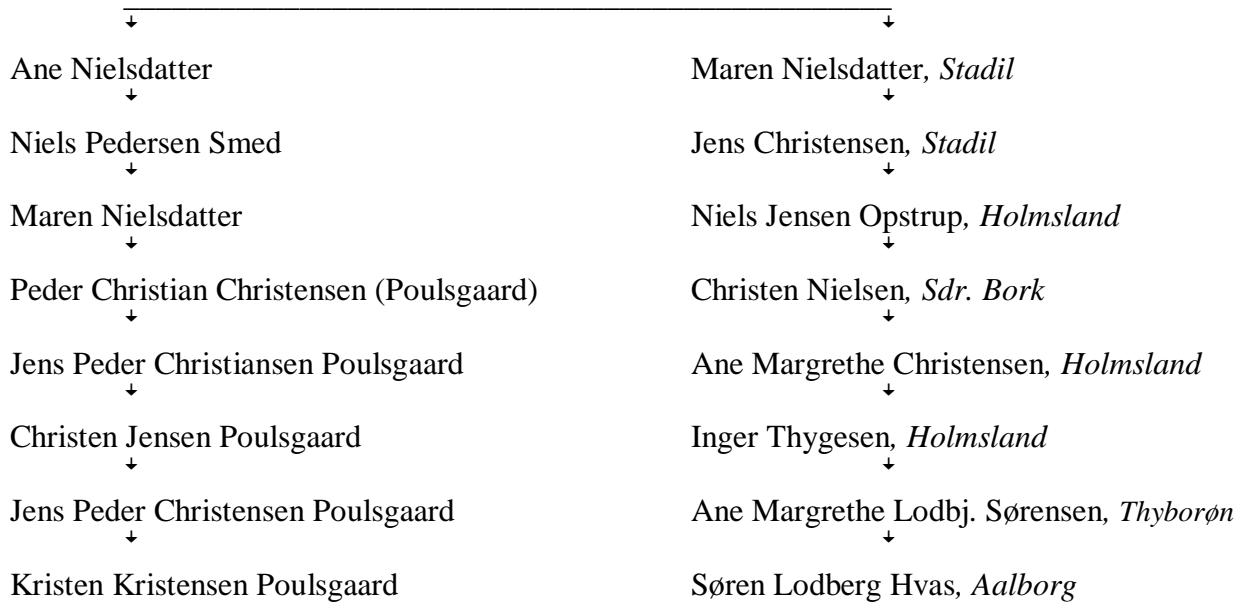 Ane Nielsdatter Maren Nielsdatter, Stadil
Niels Pedersen Smed Jens Christensen, Stadil
Maren Nielsdatter Niels Jensen Opstrup, Holmsland
Peder Christian Christensen (Poulsgaard) Christen Nielsen, Sdr. Bork
Jens Peder Christiansen Poulsgaard Ane Margrethe Christensen, Holmsland
Christen Jensen Poulsgaard Inger Thygesen, Holmsland
Jens Peder Christensen Poulsgaard Ane Margrethe Lodbj. Sørensen, Thyborøn
Kristen Kristensen Poulsgaard Søren Lodberg Hvas, Aalborg